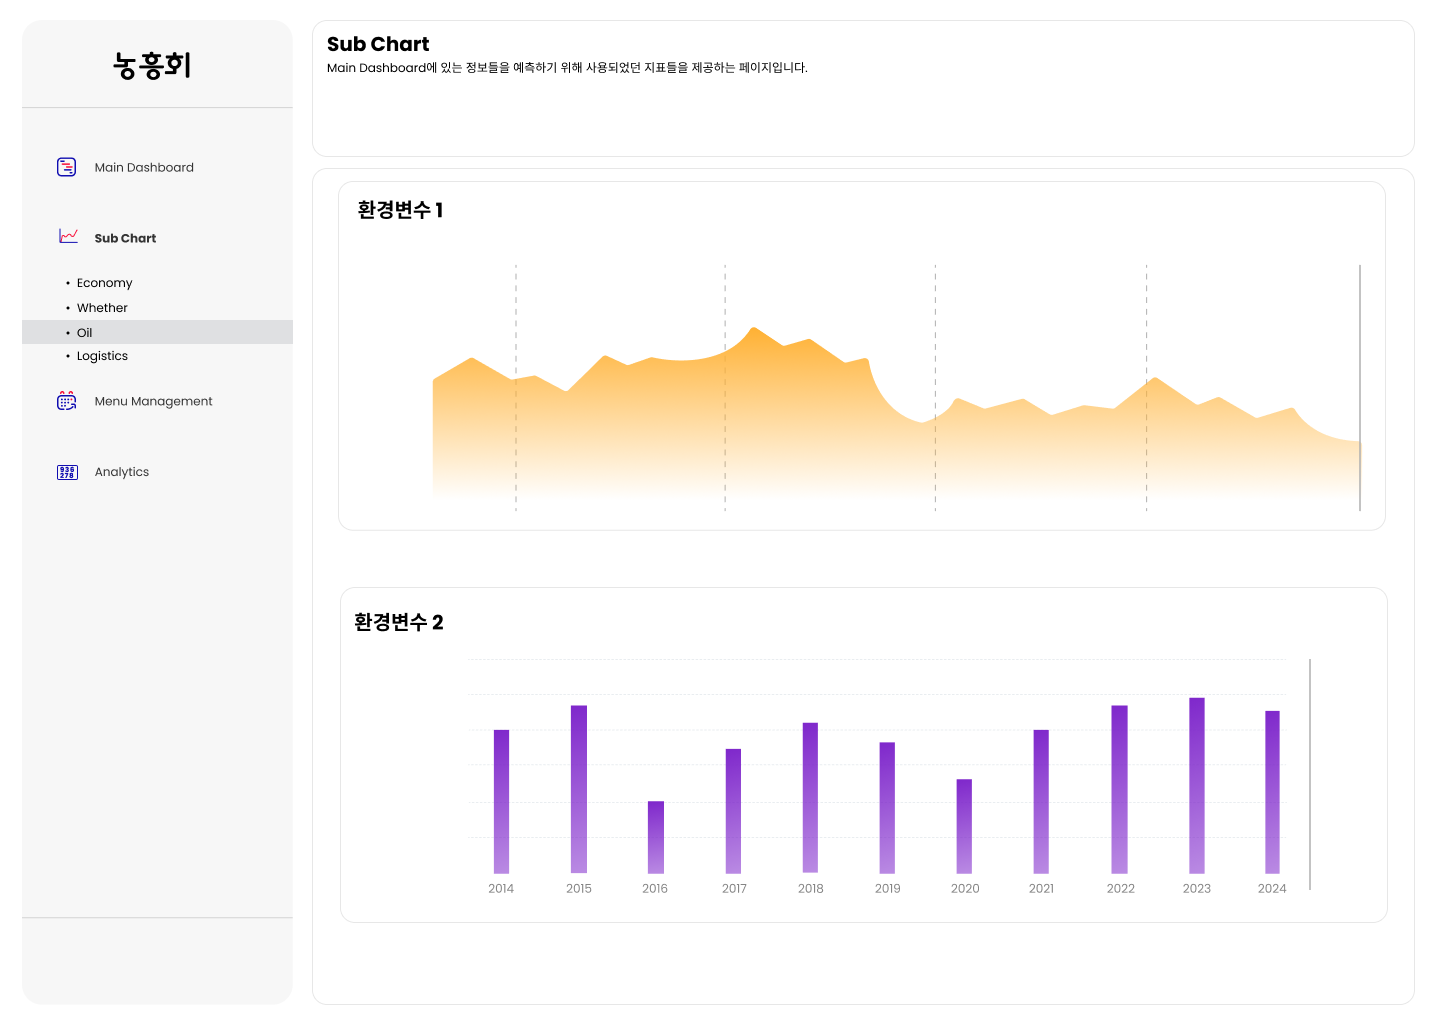 농흥회
Main Dashboard
Sub Chart
• Economy
• Whether
• Oil
• Logistics
Menu Management
936
278
Analytics
Sub Chart
Main Dashboard에 있는 정보들을 예측하기 위해 사용되었던 지표들을 제공하는 페이지입니다.
환경변수 1
환경변수 2
2014 2015 2016 2017 2018 2019 2020 2021 2022 2023 2024